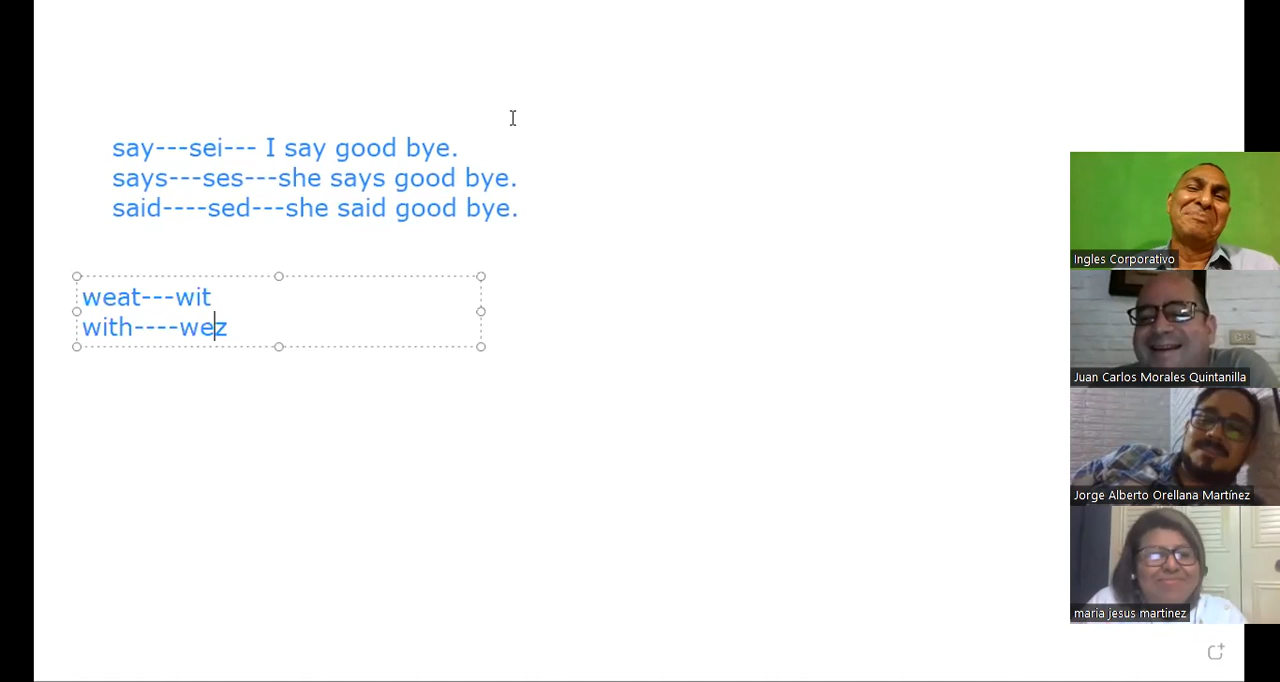 say---sei--- I say good bye.
says---ses---she says good bye.
said----sed---she said good bye.
weat---wit
with----wez
Ingles Corporativo
Juan Carlos Morales Quintanilla
Jorge Alberto Orellana Martínez
maria jesus martinez